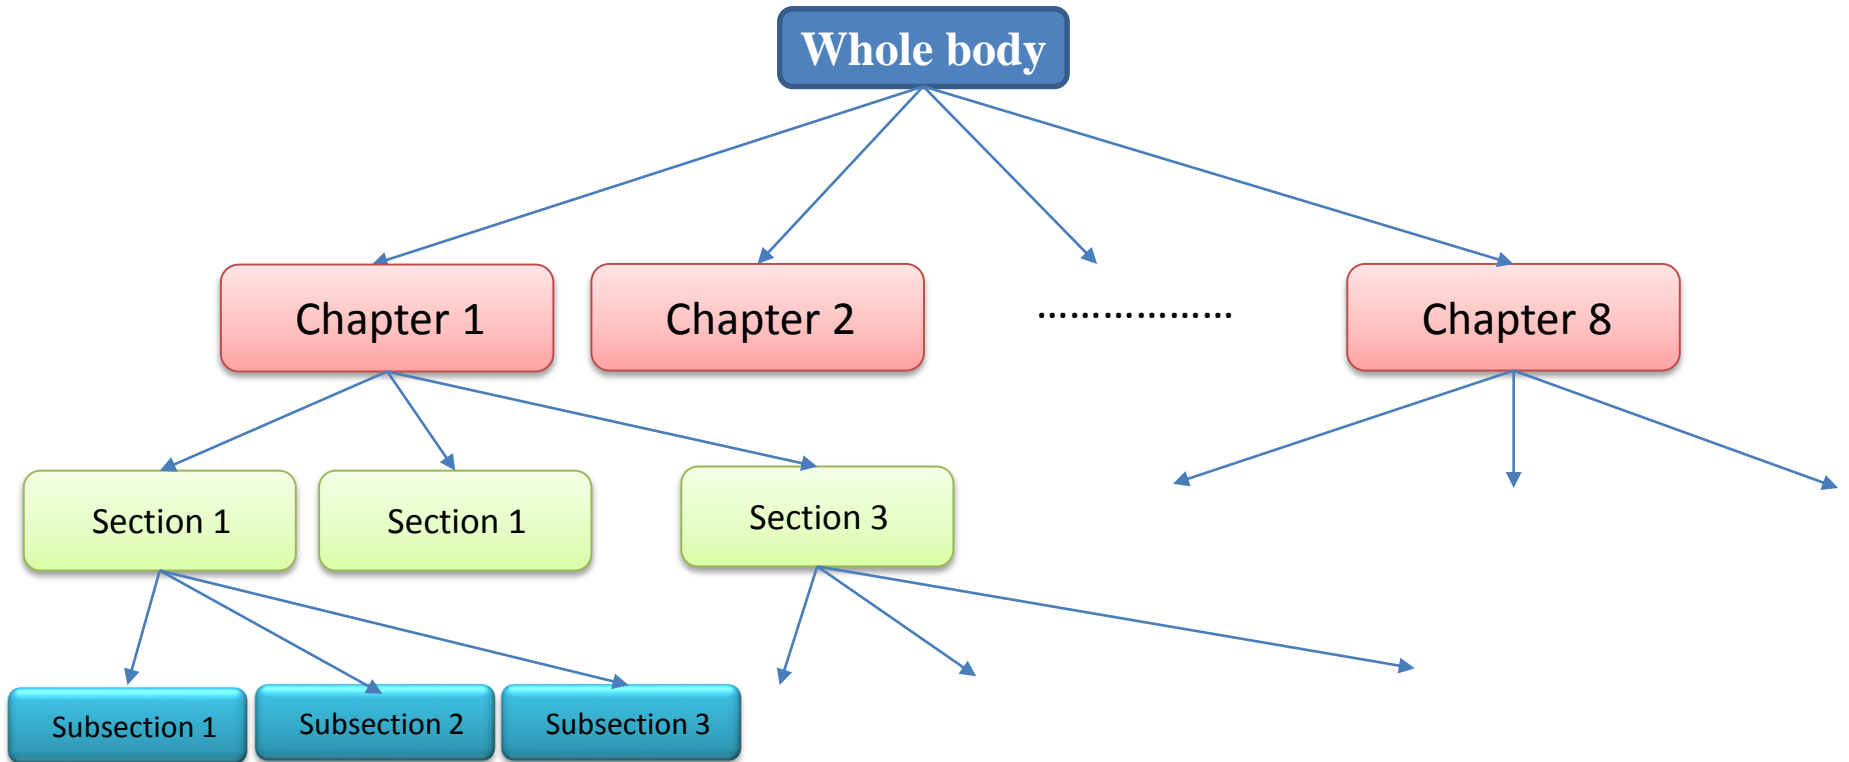 Whole body
Chapter 1
Chapter 2
..................
Chapter 8
Section 1
Section 1
Section 3
Subsection 1
Subsection 2
Subsection 3